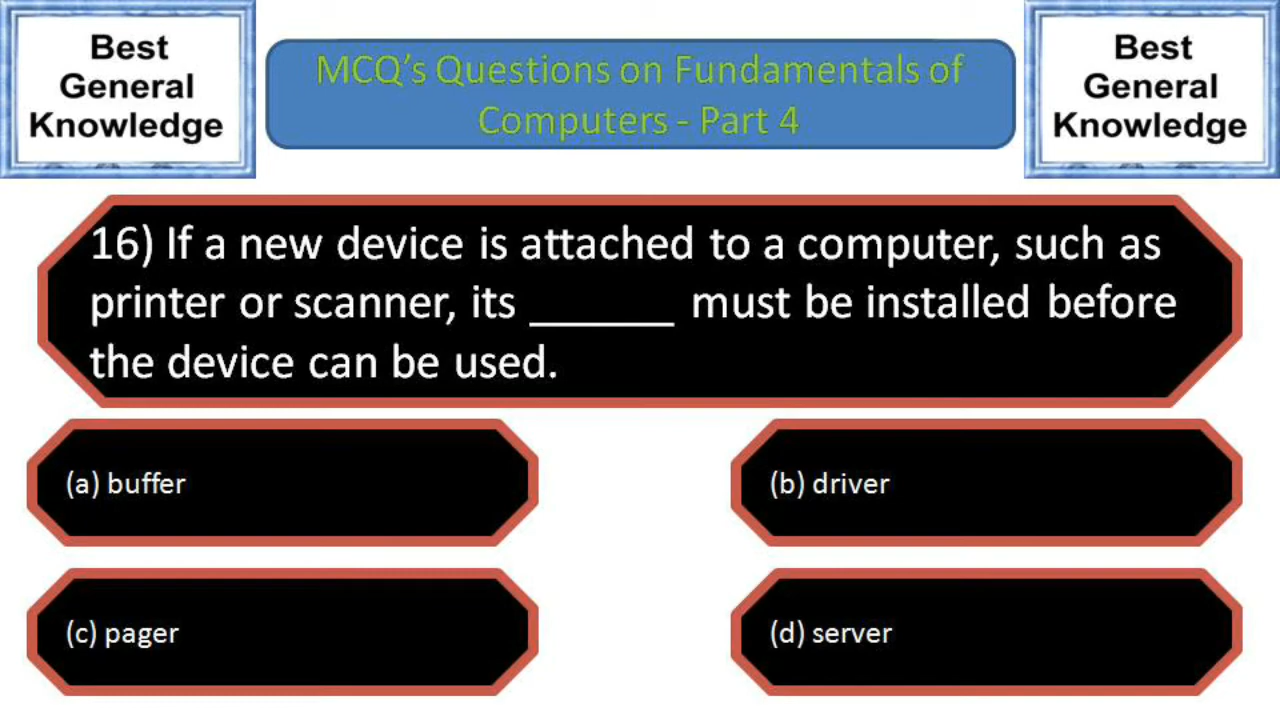 Best
General
Knowledge
MCQ’s Questions on Fundamentals of
Computers - Part 4
Best
General
Knowledge
16) If a new device is attached to a computer, such as
printer or scanner, its ______ must be installed before
the device can be used.
(a) buffer
(b) driver
(c) pager
(d) server